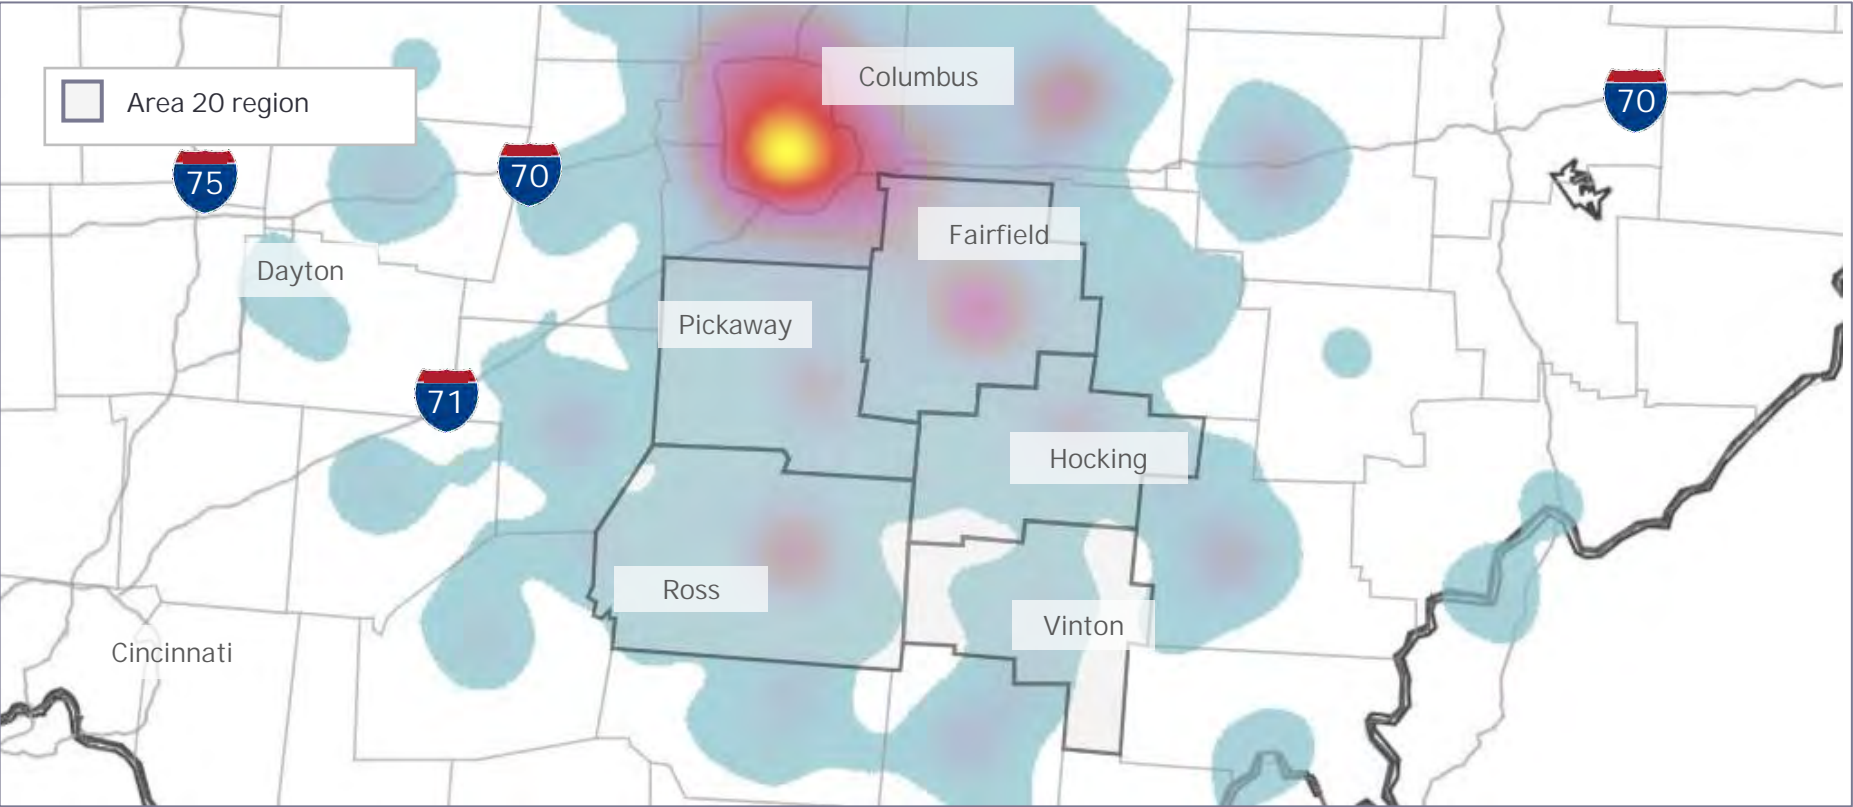 Columbus
Area 20 region
70
75
70
Fairfield
Dayton
Pickaway
71
Hocking
Ross
Vinton
Cincinnati